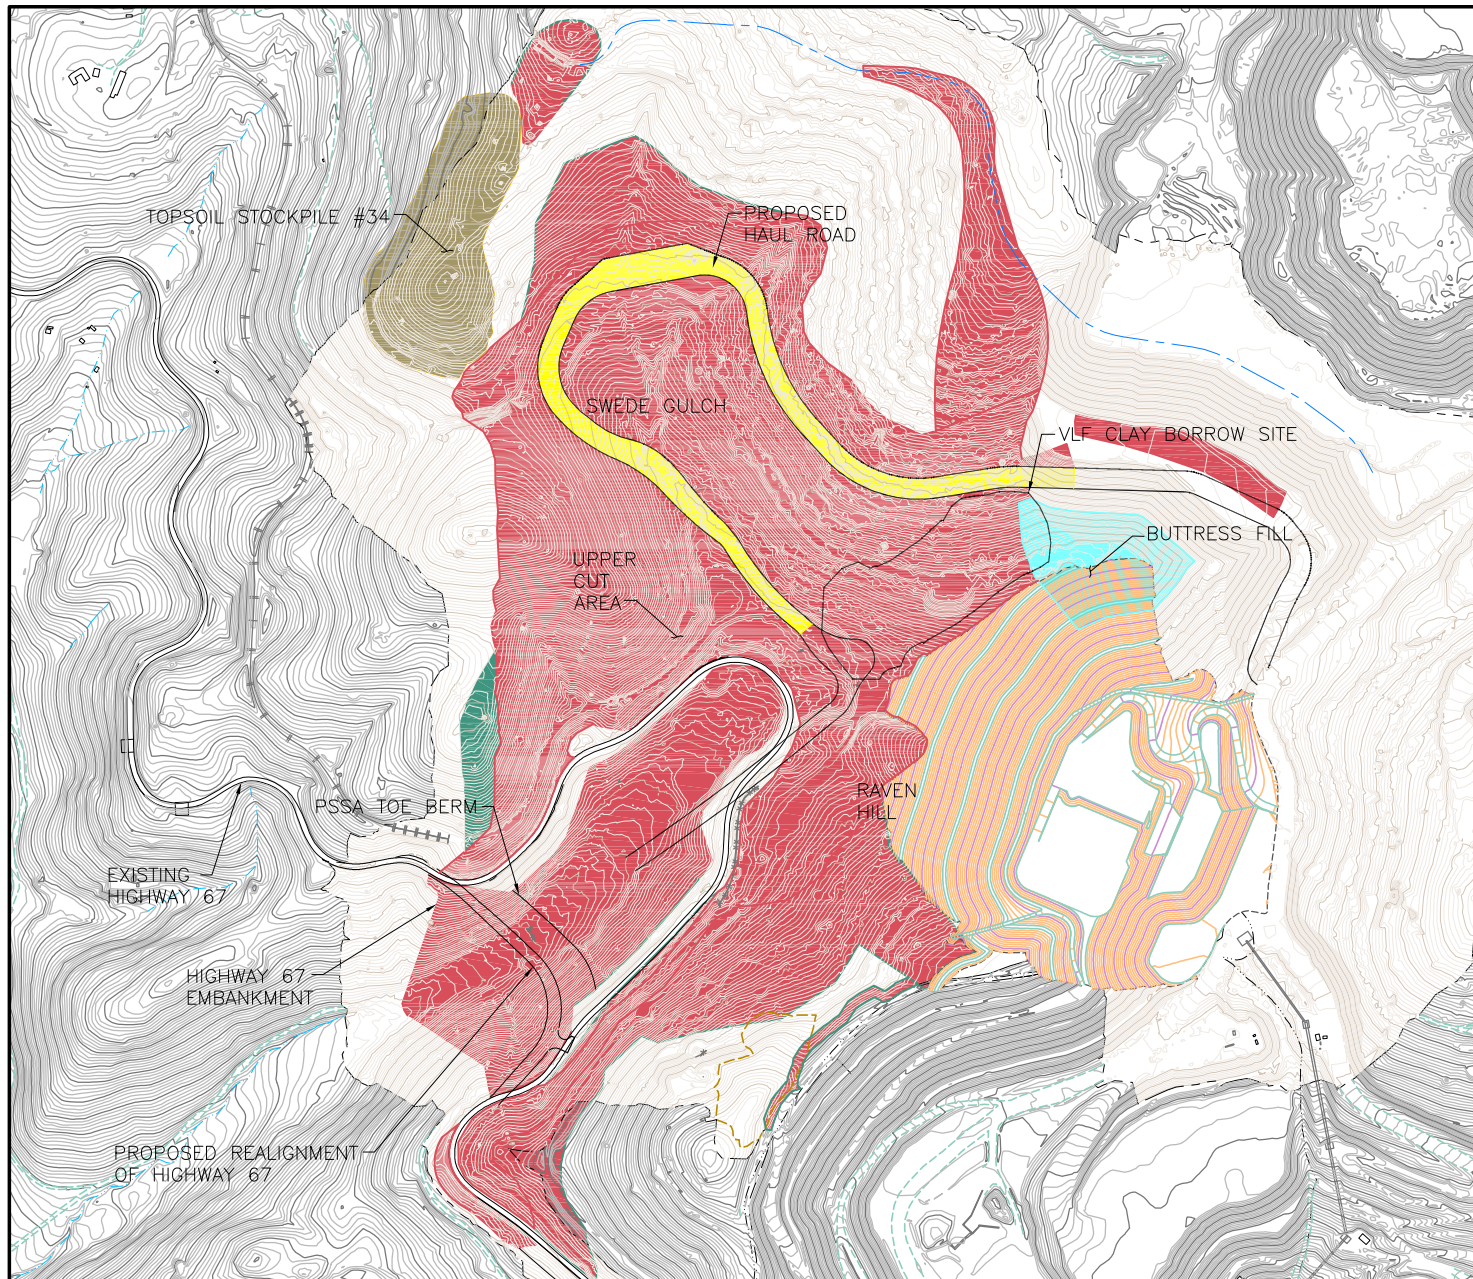 TOPSOIL STOCKPILE #34
PROPOSED
HAUL ROAD
SWEDE GULCH
VLF CLAY BORROW SITE
BUTTRESS FILL
UPPER
CUT
AREA
RAVEN
HILL
PSSA TOE BERM
EXISTING
HIGHWAY 67
HIGHWAY 67
EMBANKMENT
PROPOSED REALIGNMENT
OF HIGHWAY 67